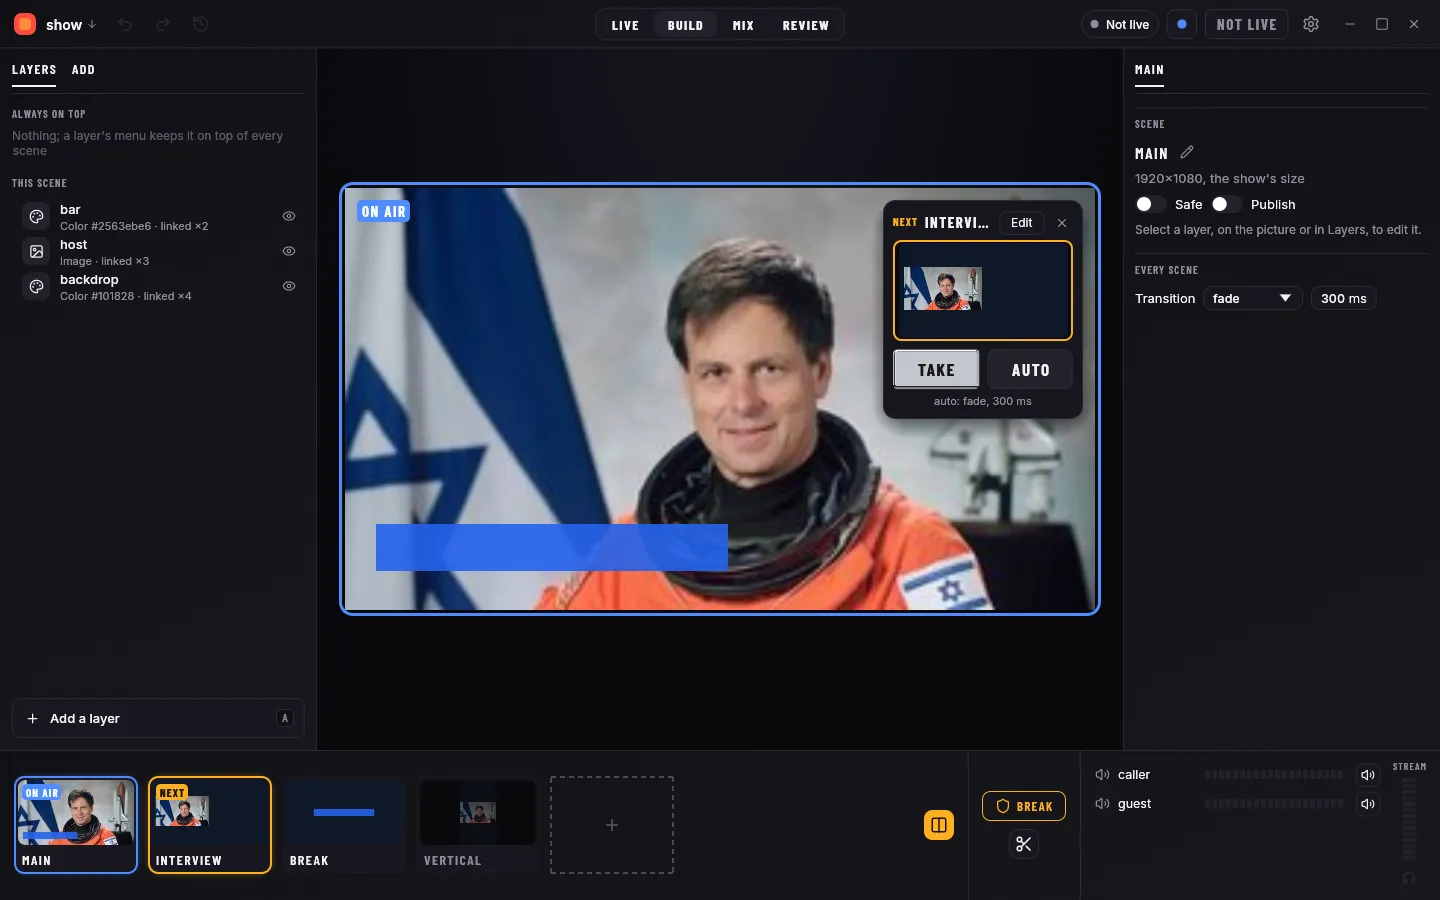 show
LIVE
BUILD
MIX
REVIEW
Not live
NOT LIVE
LAYERS
ADD
ALWAYS ON TOP
Nothing; a layer's menu keeps it on top of every
scene
THIS SCENE
bar
Color #2563ebe6 · linked ×2
host
Image · linked ×3
backdrop
Color #101828 · linked ×4
Add a layer
A
ON AIR
NEXT
INTERVI...
Edit
TAKE
AUTO
auto: fade, 300 ms
MAIN
SCENE
MAIN
1920×1080, the show's size
Safe
Publish
Select a layer, on the picture or in Layers, to edit it.
EVERY SCENE
Transition
fade
300 ms
ON AIR
MAIN
NEXT
INTERVIEW
BREAK
VERTICAL
BREAK
caller
guest
STREAM